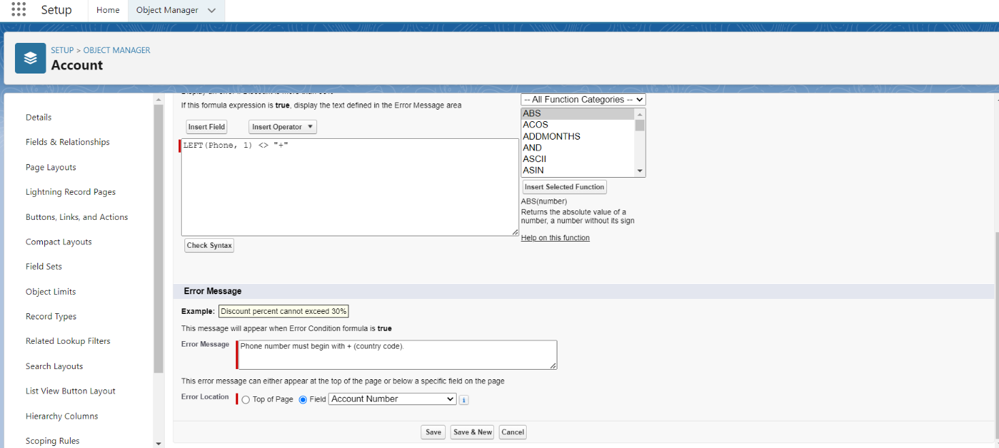 Setup Home Object Manager
SETUP > OBJECT MANAGER
Account
Details
Fields & Relationships
Page Layouts
Lightning Record Pages
Buttons, Links, and Actions
Compact Layouts
Field Sets
Object Limits
Record Types
Related Lookup Filters
Search Layouts
List View Button Layout
Hierarchy Columns
Scoping Rules
If this formula expression is true, display the text defined in the Error Message area
Insert Field Insert Operator
LEFT(Phone, 1) <> "+"
Check Syntax
-- All Function Categories --
ABS
ACOS
ADDMONTHS
AND
ASCII
ASIN
Insert Selected Function
ABS(number)
Returns the absolute value of a
number, a number without its sign
Help on this function
Error Message
Example: Discount percent cannot exceed 30%
This message will appear when Error Condition formula is true
Error Message Phone number must begin with + (country code).
This error message can either appear at the top of the page or below a specific field on the page
Error Location Top of Page Field Account Number i
Save Save & New Cancel